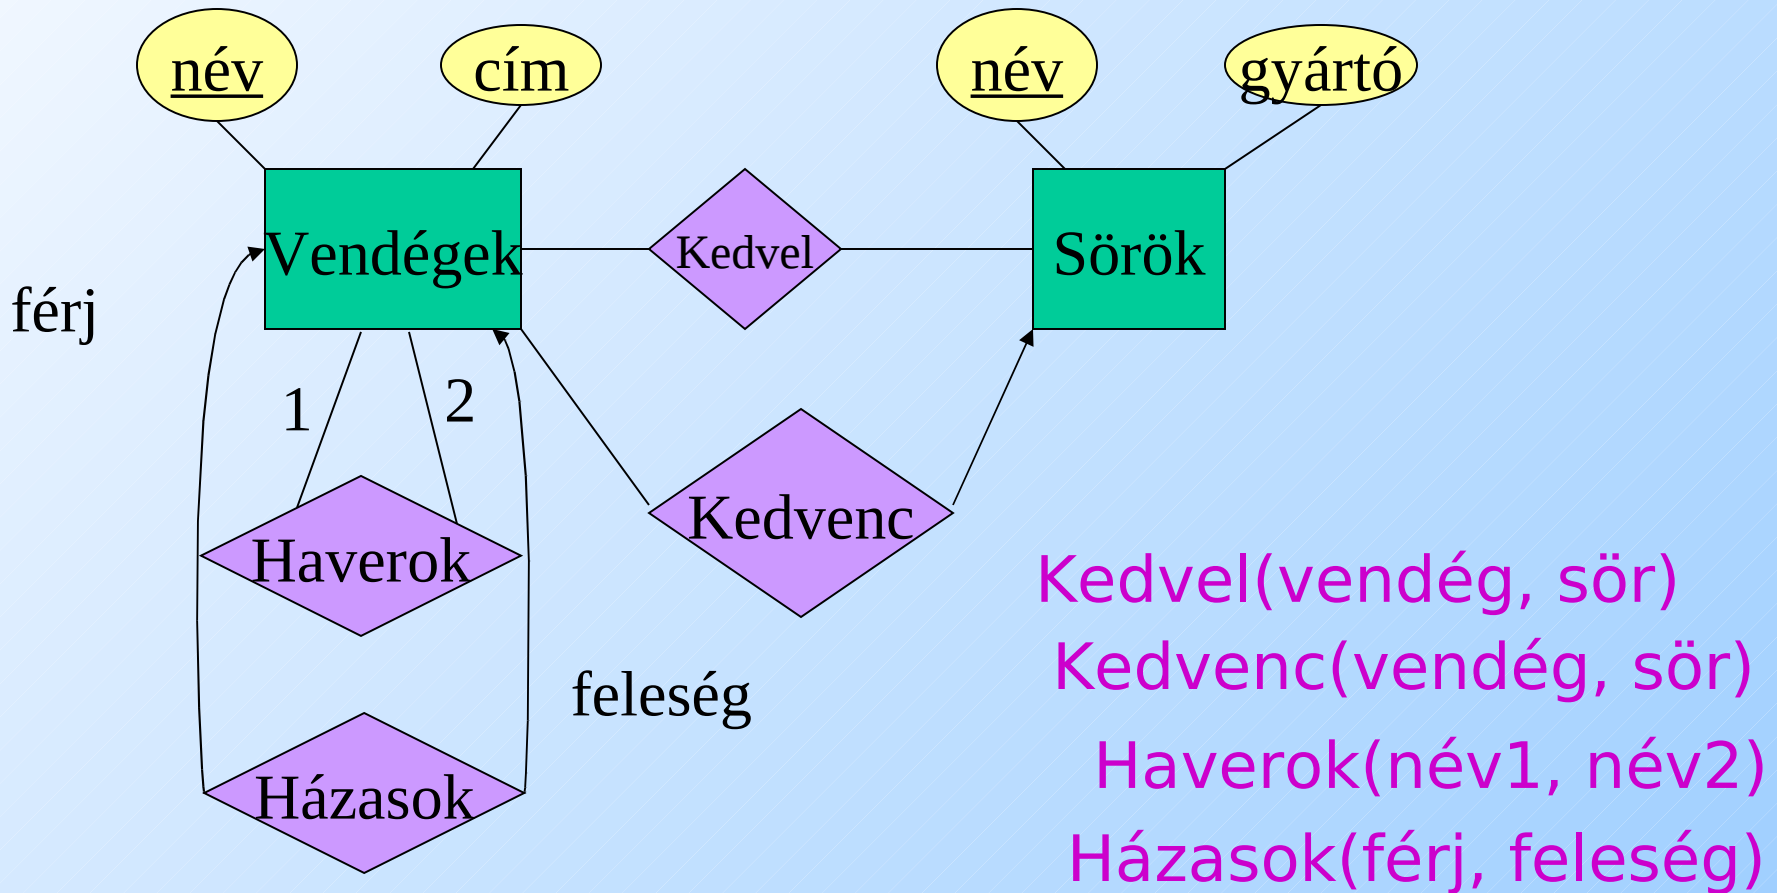 név
cím
név
gyártó
Vendégek
Kedvel
Sörök
férj
1
2
Kedvenc
Haverok
feleség
Házasok
Kedvel(vendég, sör)
Kedvenc(vendég, sör)
Haverok(név1, név2)
Házasok(férj, feleség)